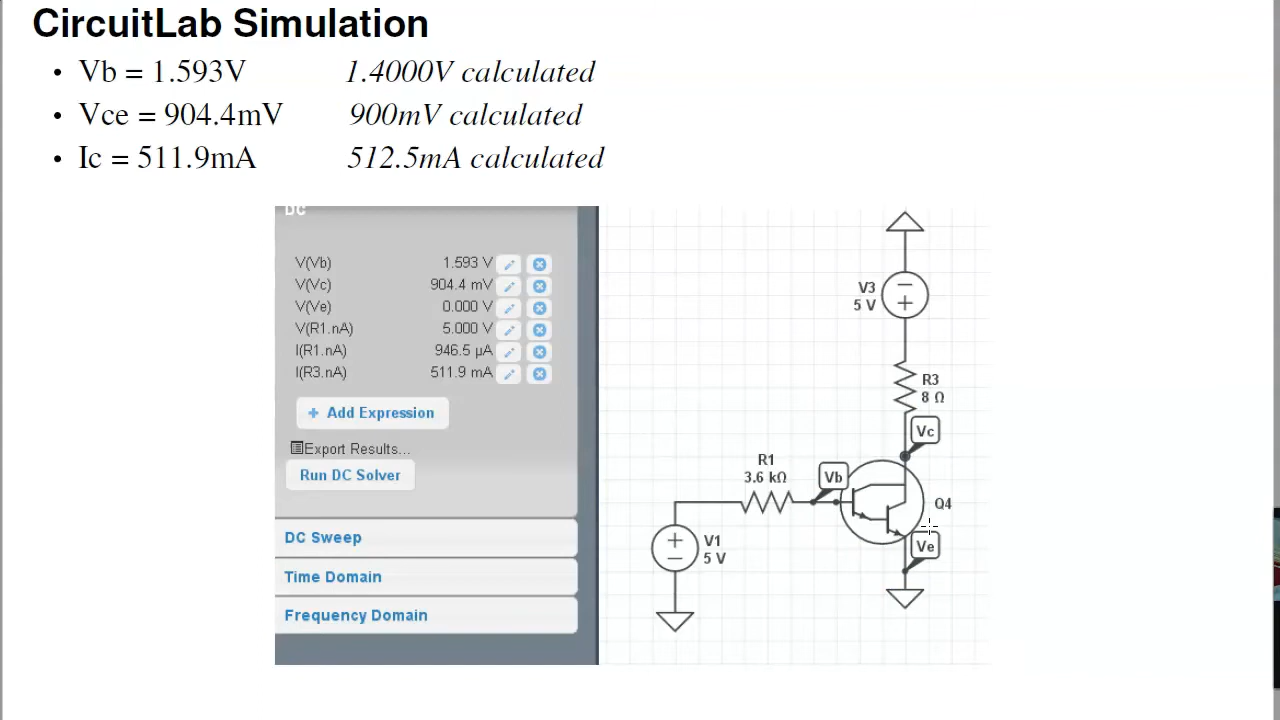 CircuitLab Simulation
• Vb = 1.593V 1.4000V calculated
• Vce = 904.4mV 900mV calculated
• Ic = 511.9mA 512.5mA calculated
DC
V(Vb) 1.593 V
V(Vc) 904.4 mV
V(Ve) 0.000 V
V(R1.nA) 5.000 V
I(R1.nA) 946.5 µA
I(R3.nA) 511.9 mA
+ Add Expression
Export Results...
Run DC Solver
DC Sweep
Time Domain
Frequency Domain
V3
5 V
R3
8 Ω
Vc
R1
3.6 kΩ
Vb
Q4
V1
5 V
Ve